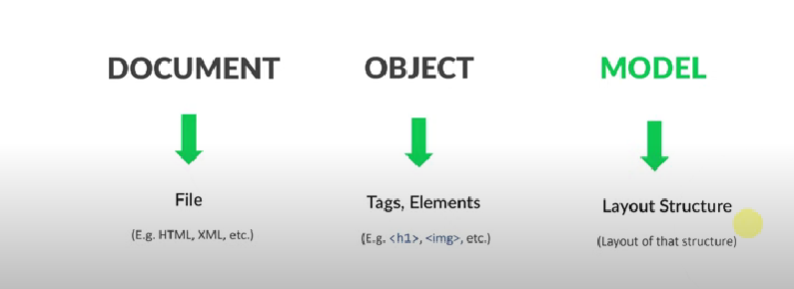 DOCUMENT OBJECT MODEL
File Tags, Elements Layout Structure
(E.g. HTML, XML, etc.) (E.g. <h1>, <img>, etc.) (Layout of that structure)